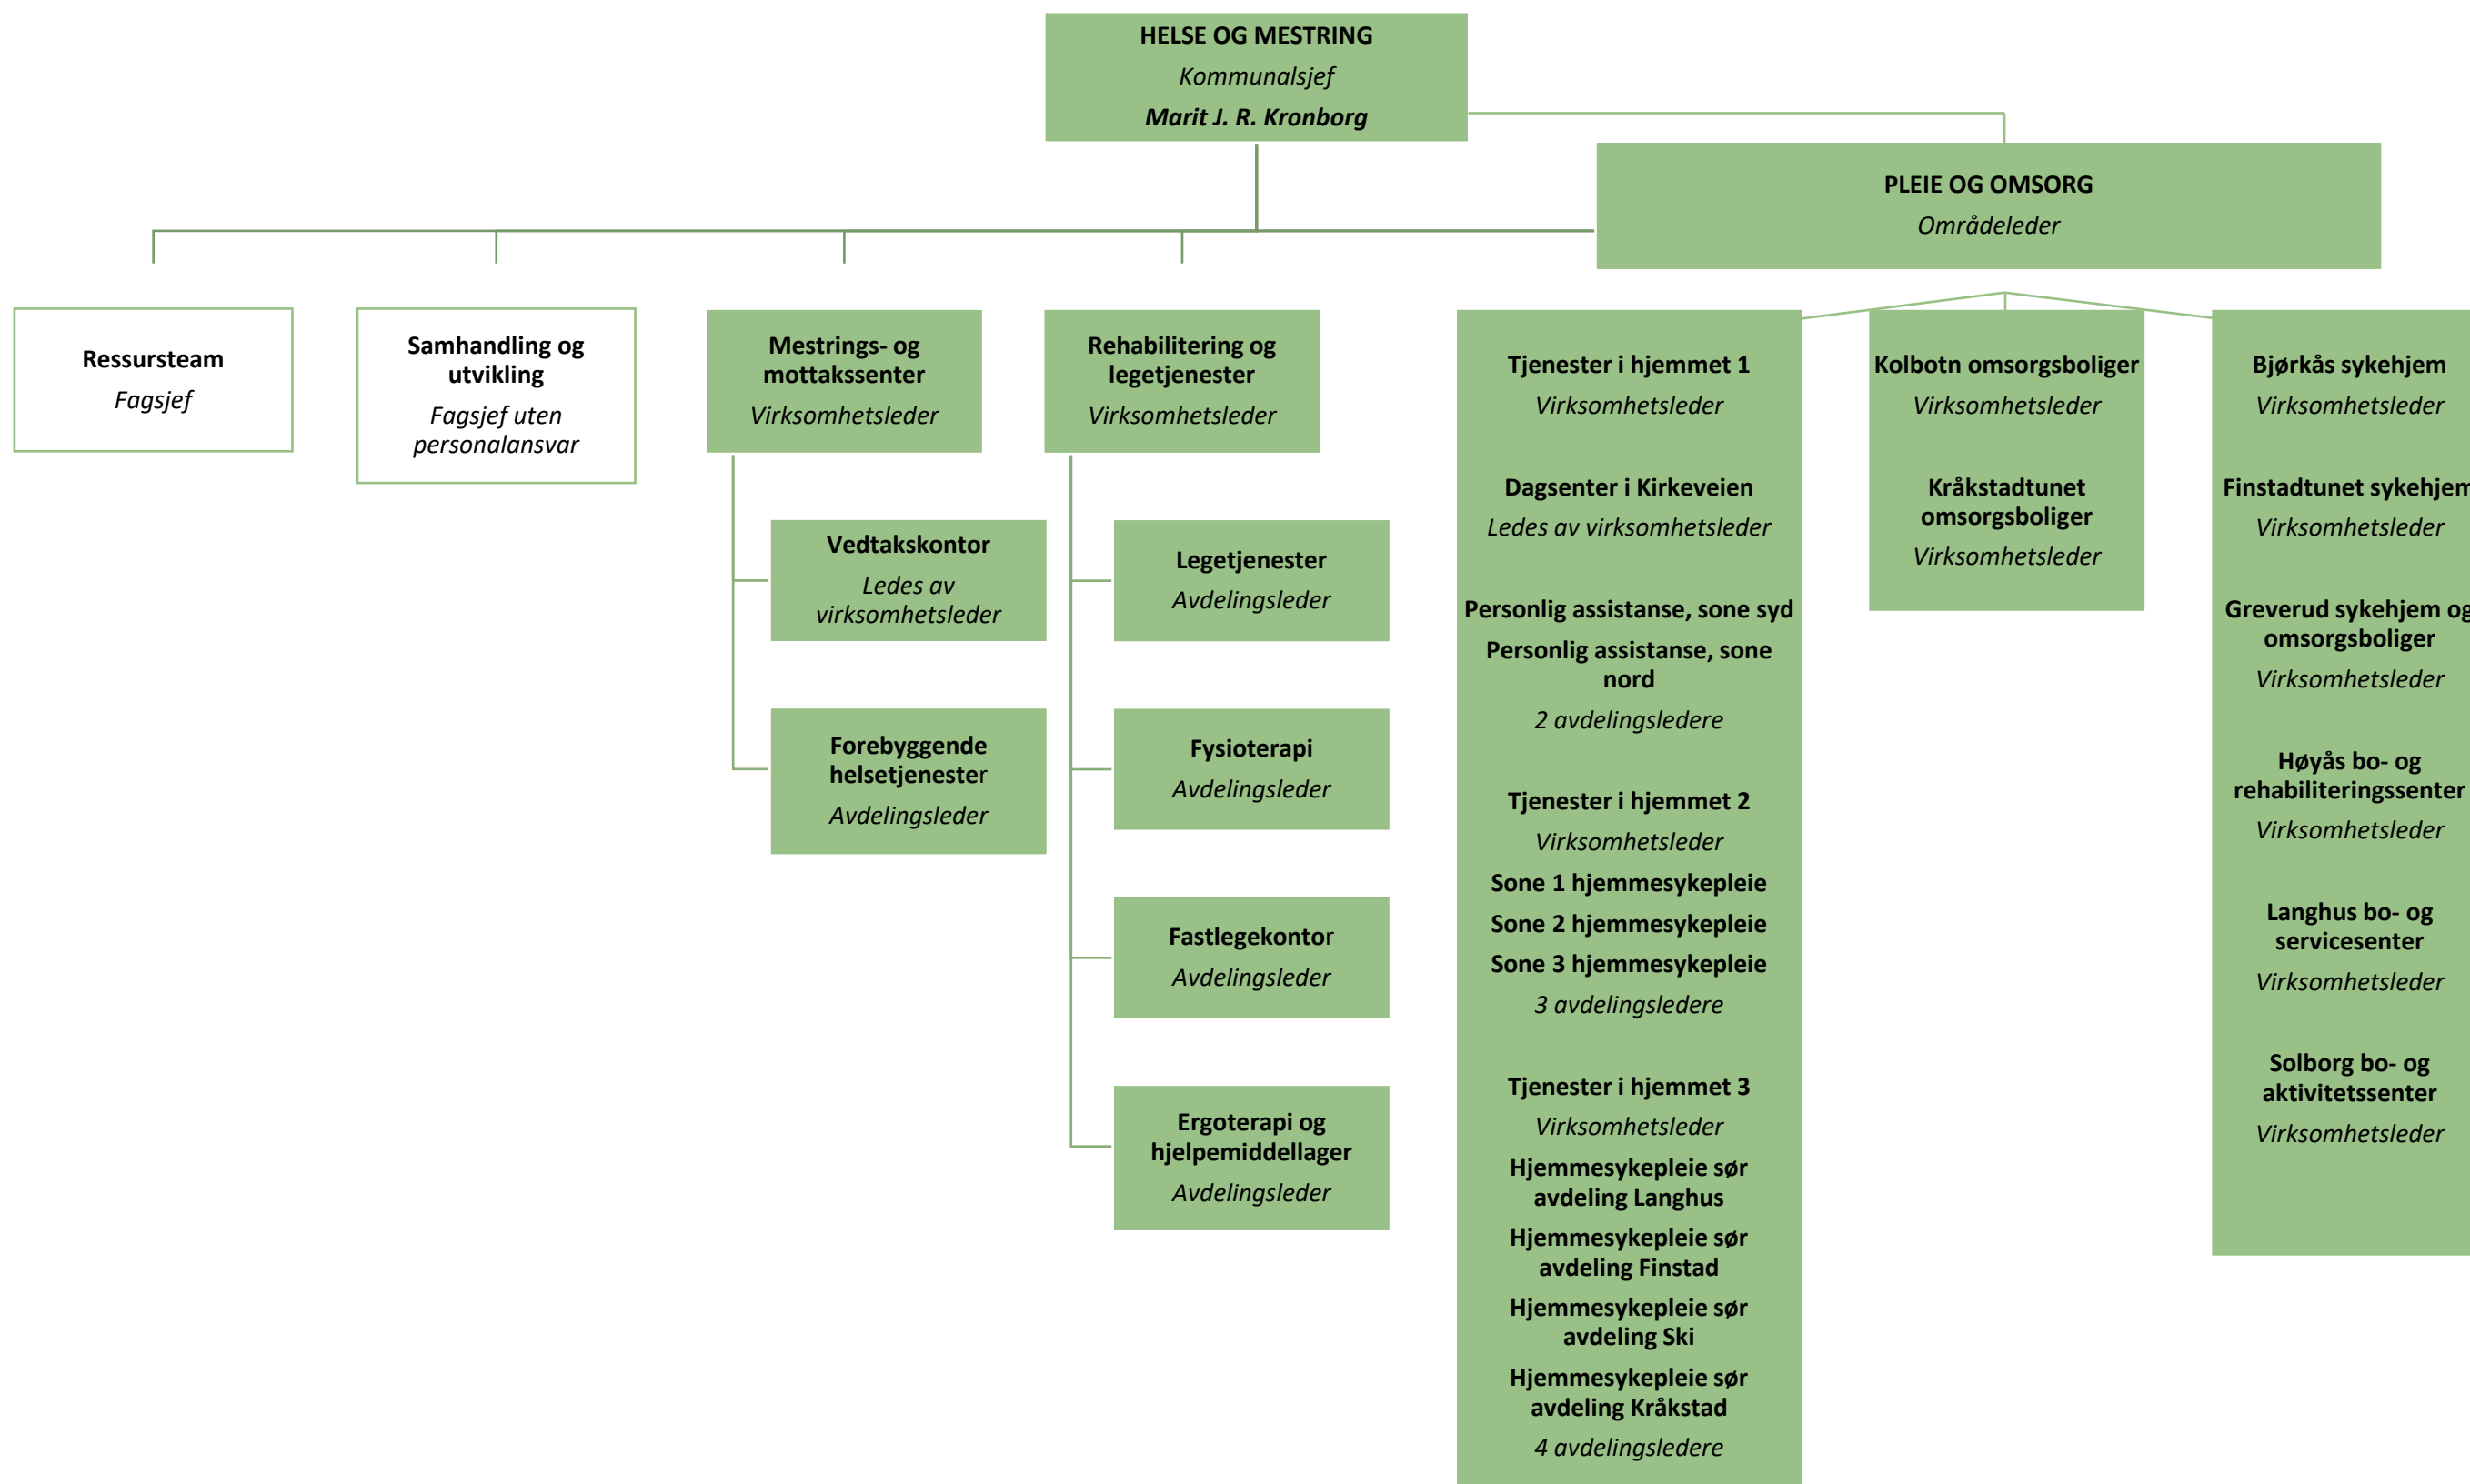 HELSE OG MESTRING
Kommunalsjef
Marit J. R. Kronborg
PLEIE OG OMSORG
Områdeleder
Ressursteam
Fagsjef
Samhandling og
utvikling
Fagsjef uten
personalansvar
Mestrings- og
mottakssenter
Virksomhetsleder
Vedtakskontor
Ledes av
virksomhetsleder
Forebyggende
helsetjenester
Avdelingsleder
Rehabilitering og
legetjenester
Virksomhetsleder
Legetjenester
Avdelingsleder
Fysioterapi
Avdelingsleder
Fastlegekontor
Avdelingsleder
Ergoterapi og
hjelpemiddellager
Avdelingsleder
Tjenester i hjemmet 1
Virksomhetsleder
Dagsenter i Kirkeveien
Ledes av virksomhetsleder
Personlig assistanse, sone syd
Personlig assistanse, sone
nord
2 avdelingsledere
Tjenester i hjemmet 2
Virksomhetsleder
Sone 1 hjemmesykepleie
Sone 2 hjemmesykepleie
Sone 3 hjemmesykepleie
3 avdelingsledere
Tjenester i hjemmet 3
Virksomhetsleder
Hjemmesykepleie sør
avdeling Langhus
Hjemmesykepleie sør
avdeling Finstad
Hjemmesykepleie sør
avdeling Ski
Hjemmesykepleie sør
avdeling Kråkstad
4 avdelingsledere
Kolbotn omsorgsboliger
Virksomhetsleder
Kråkstadtunet
omsorgsboliger
Virksomhetsleder
Bjørkås sykehjem
Virksomhetsleder
Finstadtunet sykehjem
Virksomhetsleder
Greverud sykehjem og
omsorgsboliger
Virksomhetsleder
Høyås bo- og
rehabiliteringssenter
Virksomhetsleder
Langhus bo- og
servicesenter
Virksomhetsleder
Solborg bo- og
aktivitetssenter
Virksomhetsleder